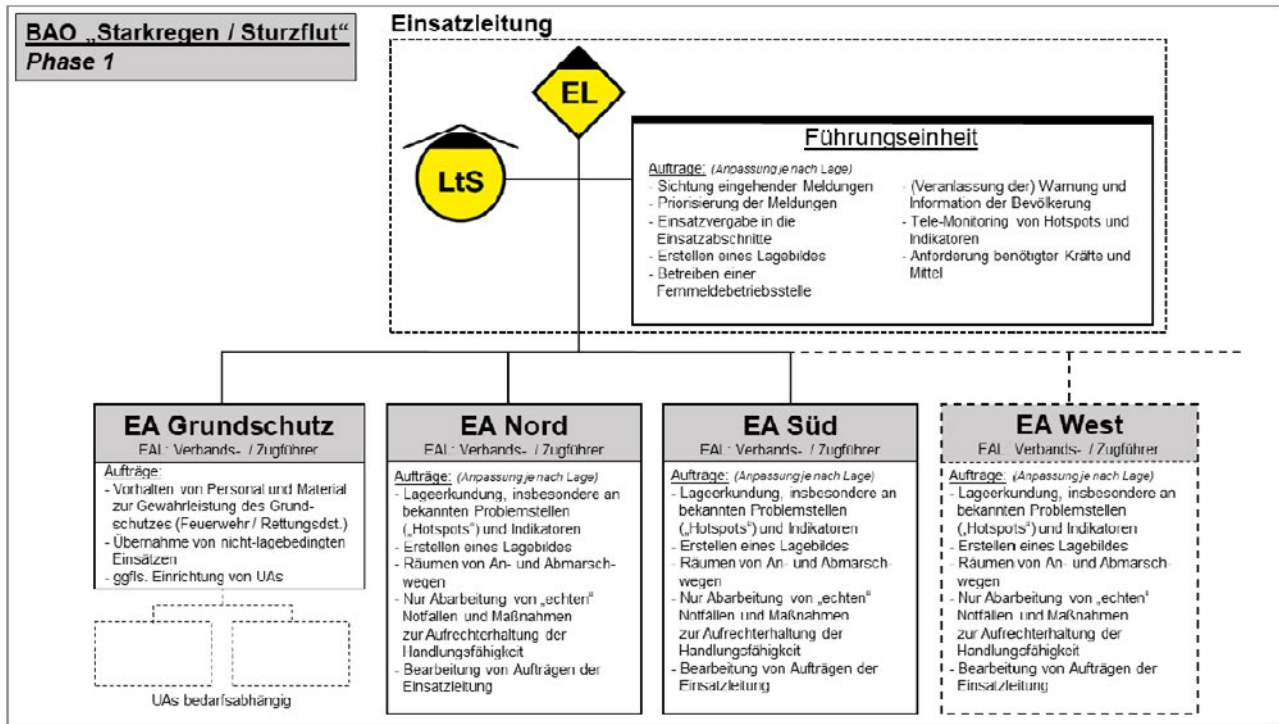 BAO „Starkregen / Sturzflut“
Phase 1
Einsatzleitung
EL
LtS
Führungseinheit
Aufträge: (Anpassung je nach Lage)
- Sichtung eingehender Meldungen
- Priorisierung der Meldungen
- Einsatzvergabe in die
Einsatzabschnitte
- Erstellen eines Lagebildes
- Betreiben einer
Fernmeldebetriebsstelle
- (Veranlassung der) Warnung und
Information der Bevölkerung
- Tele-Monitoring von Hotspots und
Indikatoren
- Anforderung benötigter Kräfte und
Mittel
EA Grundschutz
EAL: Verbands- / Zugführer
Aufträge:
- Vorhalten von Personal und Material
zur Gewährleistung des Grund-
schutzes (Feuerwehr / Rettungsdst.)
- Übernahme von nicht-lagebedingten
Einsätzen
- ggfls. Einrichtung von UAs
UAs bedarfsabhängig
EA Nord
EAL: Verbands- / Zugführer
Aufträge: (Anpassung je nach Lage)
- Lageerkundung, insbesondere an
bekannten Problemstellen
(„Hotspots“) und Indikatoren
- Erstellen eines Lagebildes
- Räumen von An- und Abmarsch-
wegen
- Nur Abarbeitung von „echten“
Notfällen und Maßnahmen
zur Aufrechterhaltung der
Handlungsfähigkeit
- Bearbeitung von Aufträgen der
Einsatzleitung
EA Süd
EAL: Verbands- / Zugführer
Aufträge: (Anpassung je nach Lage)
- Lageerkundung, insbesondere an
bekannten Problemstellen
(„Hotspots“) und Indikatoren
- Erstellen eines Lagebildes
- Räumen von An- und Abmarsch-
wegen
- Nur Abarbeitung von „echten“
Notfällen und Maßnahmen
zur Aufrechterhaltung der
Handlungsfähigkeit
- Bearbeitung von Aufträgen der
Einsatzleitung
EA West
EAL: Verbands- / Zugführer
Aufträge: (Anpassung je nach Lage)
- Lageerkundung, insbesondere an
bekannten Problemstellen
(„Hotspots“) und Indikatoren
- Erstellen eines Lagebildes
- Räumen von An- und Abmarsch-
wegen
- Nur Abarbeitung von „echten“
Notfällen und Maßnahmen
zur Aufrechterhaltung der
Handlungsfähigkeit
- Bearbeitung von Aufträgen der
Einsatzleitung